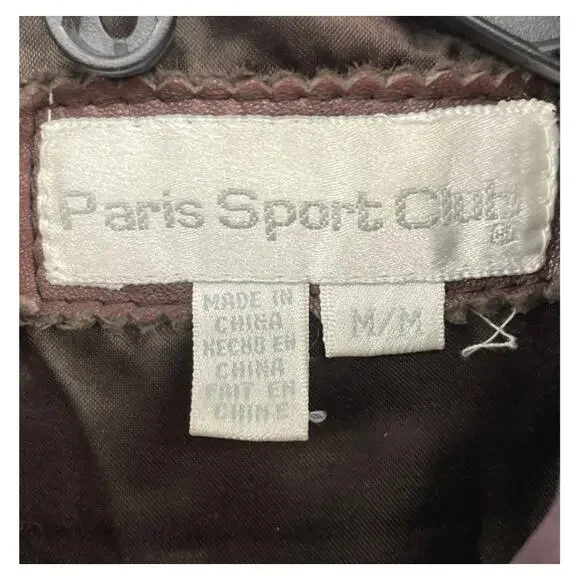 Paris Sport Club ®
MADE IN
CHINA
HECHO EN
CHINA
FAIT EN
CHINE
M/M